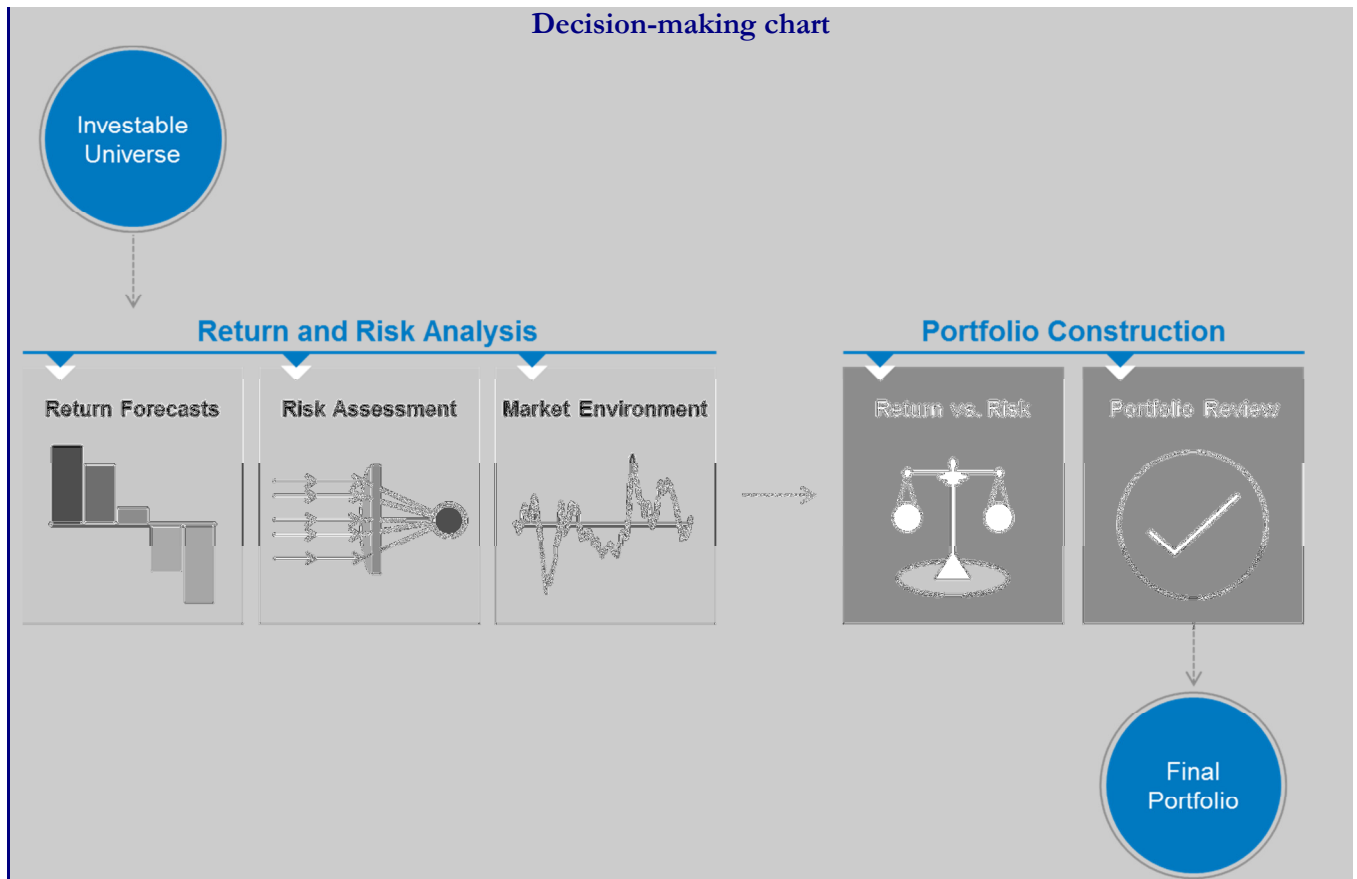 Decision-making chart
Investable
Universe
Return and Risk Analysis
Portfolio Construction
Return Forecasts
Risk Assessment
Market Environment
Return vs. Risk
Portfolio Review
Final
Portfolio